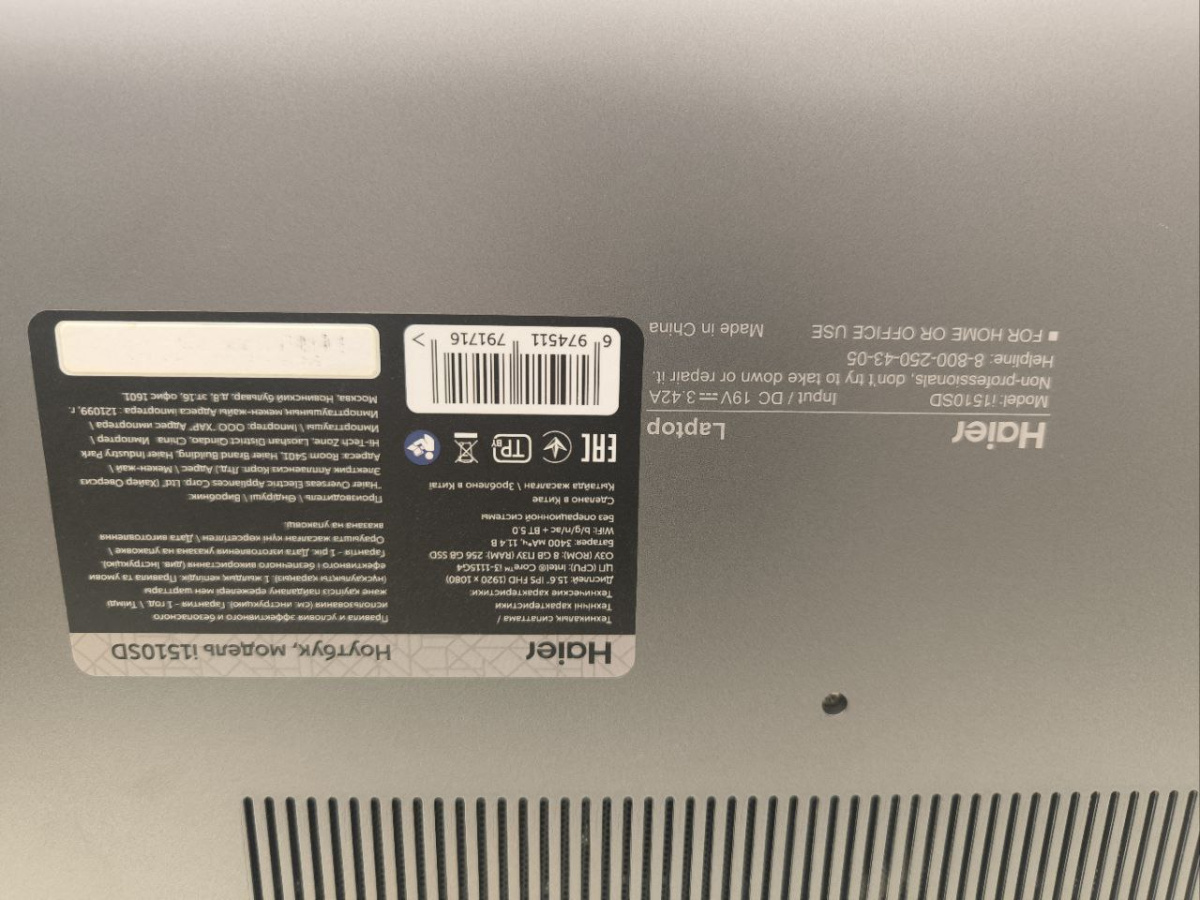 Haier
Ноутбук, модель i1510SD
Техникалық сипаттама /
Технічні характеристики
Технические характеристики:
Дисплей: 15.6" IPS FHD (1920 x 1080)
ЦП (CPU): Intel® Core™ i3-1115G4
ОЗУ (ROM): 8 GB ПЗУ (RAM): 256 GB SSD
Батарея: 3400 мА*ч, 11.4 В
WiFi: b/g/n/ac + BT 5.0
Без операционной системы
Сделано в Китае
Кытайда жасалған \ Зроблено в Китаї
EAC
TP
BY
6 974511 791716 >
Правила и условия эффективного и безопасного
использования (см. инструкцию). Гарантия - 1 год. \ Тиімді
және қауіпсіз пайдалану ережелері мен шарттары
(нұсқаулықты қараңыз). 1 жылдық кепілдік. Правила та умови
ефективного і безпечного використання (див. інструкцію).
Гарантія - 1 рік. Дата изготовления указана на упаковке \
Орауышта жасалған күні көрсетілген \ Дата виготовлення
вказана на упаковці.
Производитель \ Өндіруші \ Виробник:
"Haier Overseas Electric Appliances Corp. Ltd" (Хайер Оверсиз
Электрик Апплаенсиз Корп. Лтд.) Адрес \ Мекен-жай \
Адреса: Room S401, Haier Brand Building, Haier Industry Park
Hi-Tech Zone, Laoshan District Qindao, China Импортер \
Импорттаушы \ Імпортер: ООО "ХАР" Адрес импортера \
Импорттаушының мекен-жайы Адреса імпортера: 121099, г.
Москва, Новинский бульвар, д.8, эт.16, офис 1601.
Haier Laptop
Model: i1510SD Input / DC 19V 3.42A
Non-professionals, don't try to take down or repair it.
Helpline: 8-800-250-43-05
FOR HOME OR OFFICE USE Made in China